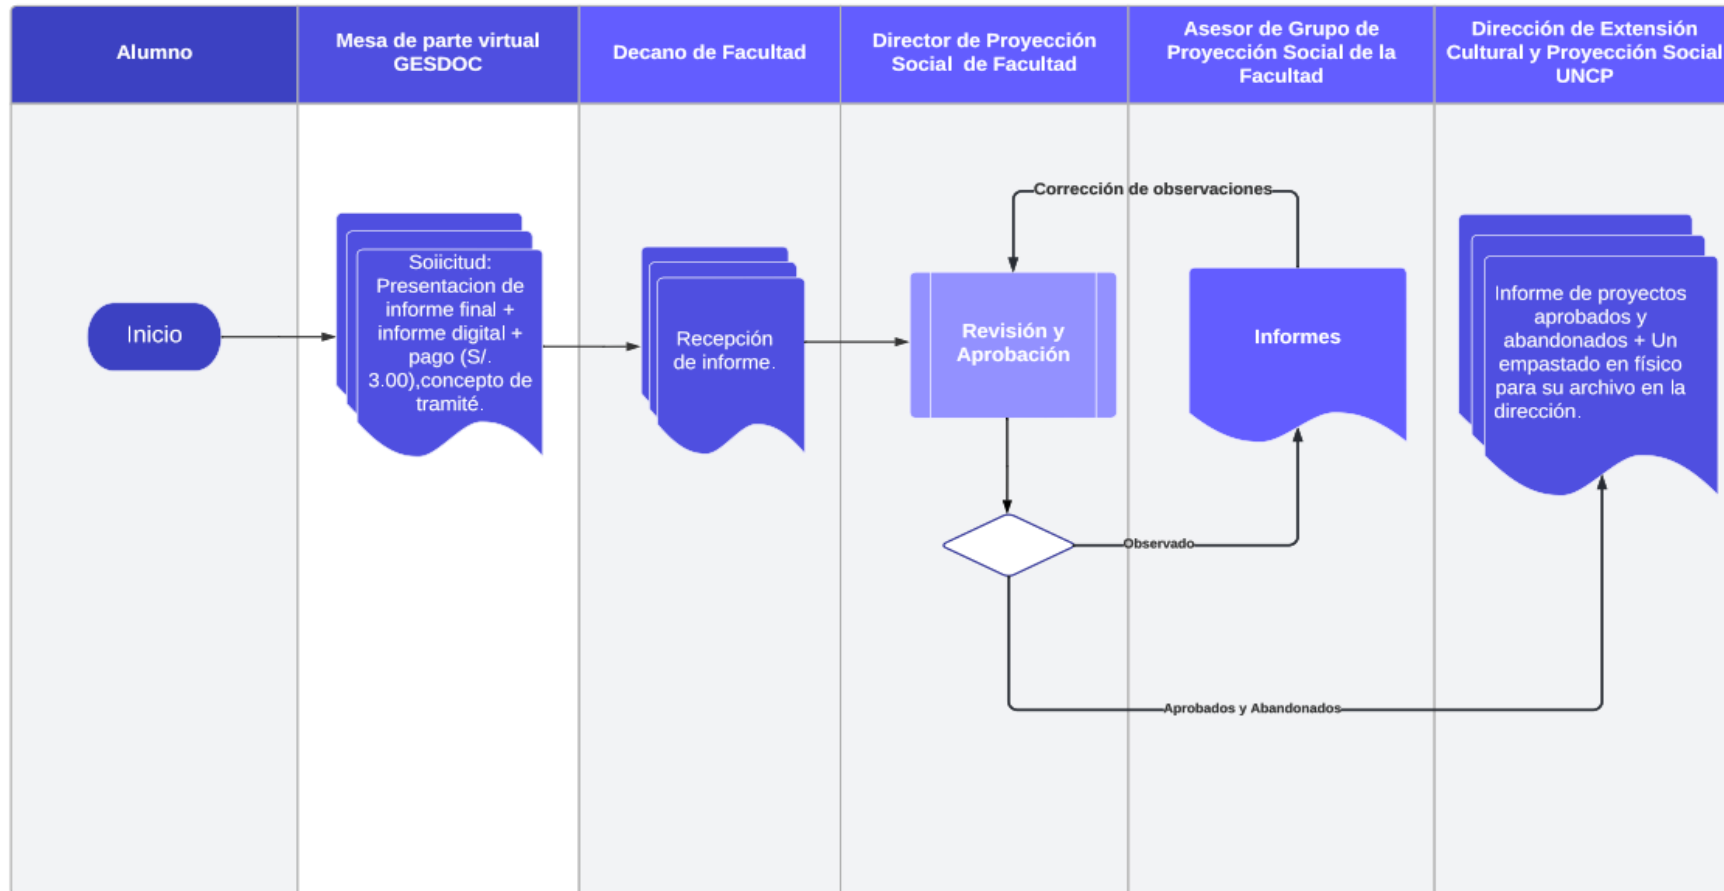 Alumno
Mesa de parte virtual
GESDOC
Decano de Facultad
Director de Proyección
Social de Facultad
Asesor de Grupo de
Proyección Social de la
Facultad
Dirección de Extensión
Cultural y Proyección Social
UNCP
Inicio
Soiicitud:
Presentacion de
informe final +
informe digital +
pago (S/.
3.00),concepto de
tramité.
Recepción
de informe.
Corrección de observaciones
Revisión y
Aprobación
Informes
Informe de proyectos
aprobados y
abandonados + Un
empastado en físico
para su archivo en la
dirección.
Observado
Aprobados y Abandonados